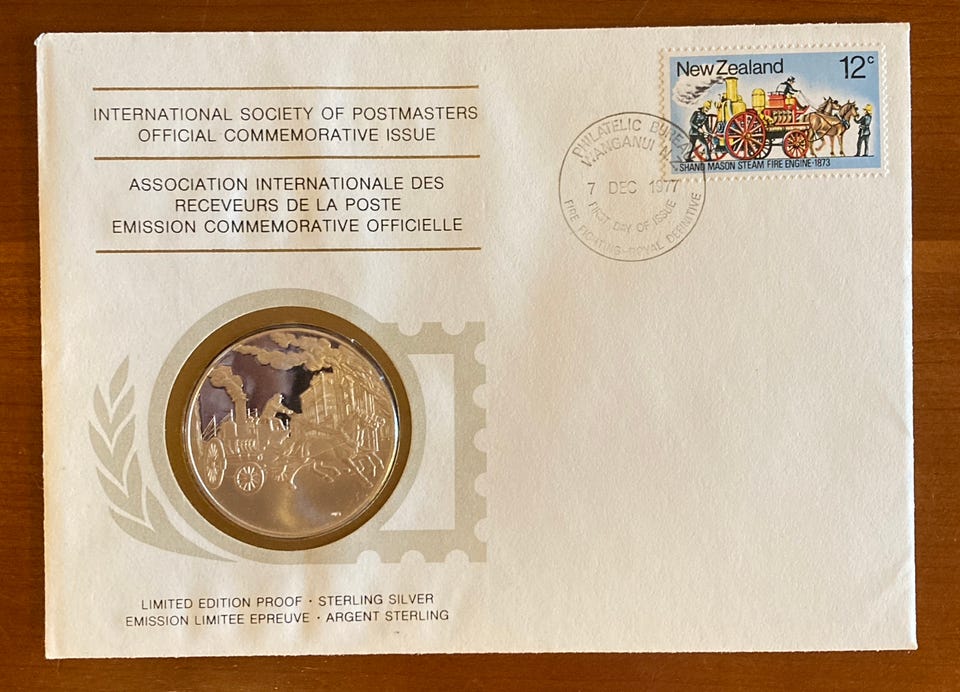 INTERNATIONAL SOCIETY OF POSTMASTERS
OFFICIAL COMMEMORATIVE ISSUE
ASSOCIATION INTERNATIONALE DES
RECEVEURS DE LA POSTE
EMISSION COMMEMORATIVE OFFICIELLE
New Zealand 12c
SHAND MASON STEAM FIRE ENGINE·1873
PHILATELIC BUREAU
WANGANUI
7 DEC 1977
FIRST DAY OF ISSUE
FIRE FIGHTING-ROYAL DEFINITIVE
LIMITED EDITION PROOF · STERLING SILVER
EMISSION LIMITEE EPREUVE · ARGENT STERLING